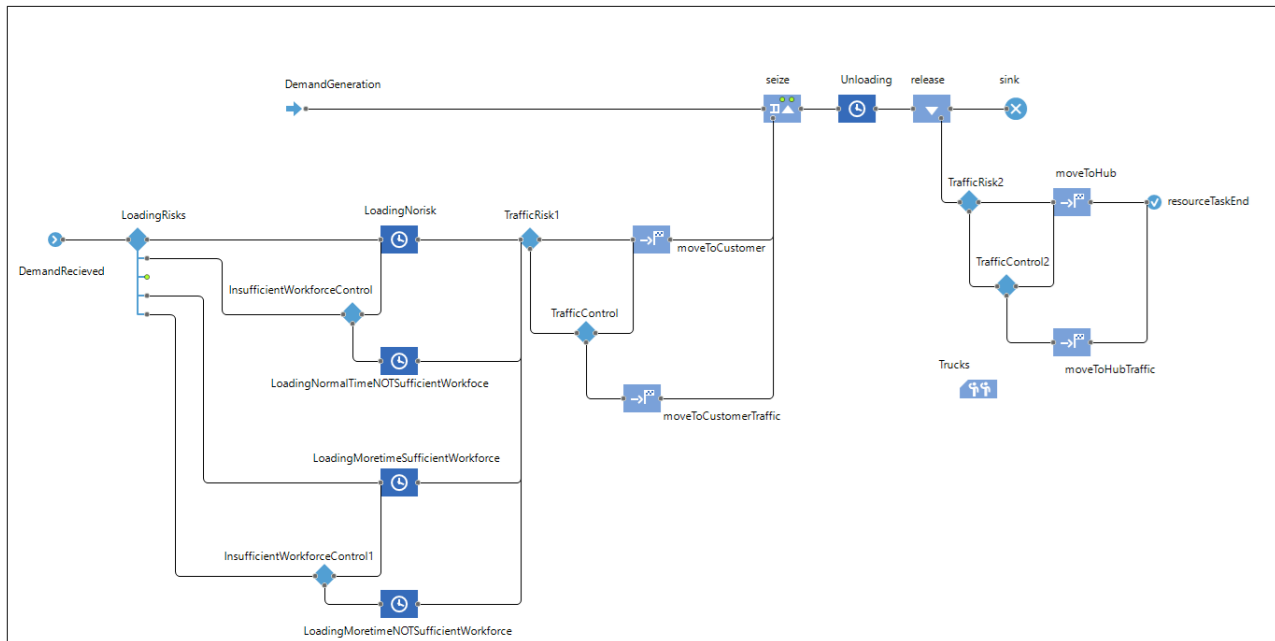 DemandGeneration
seize
Unloading
release
sink
TrafficRisk2
moveToHub
resourceTaskEnd
LoadingRisks
LoadingNorisk
TrafficRisk1
moveToCustomer
DemandRecieved
TrafficControl2
InsufficientWorkforceControl
TrafficControl
Trucks
moveToHubTraffic
LoadingNormalTimeNOTSufficientWorkfoce
moveToCustomerTraffic
LoadingMoretimeSufficientWorkforce
InsufficientWorkforceControl1
LoadingMoretimeNOTSufficientWorkforce